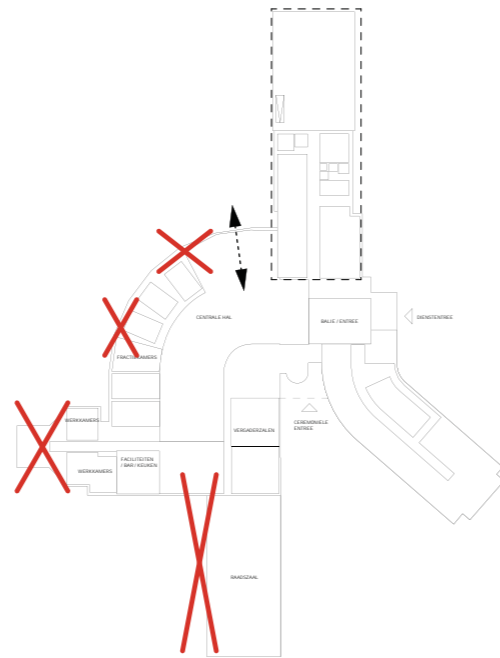 CENTRALE HAL
BALIE / ENTREE
DIENSTENTREE
FRACTIEKAMERS
WERKKAMERS
VERGADERZALEN
CEREMONIELE
ENTREE
FACILITEITEN
/ BAR / KEUKEN
WERKKAMERS
RAADSZAAL